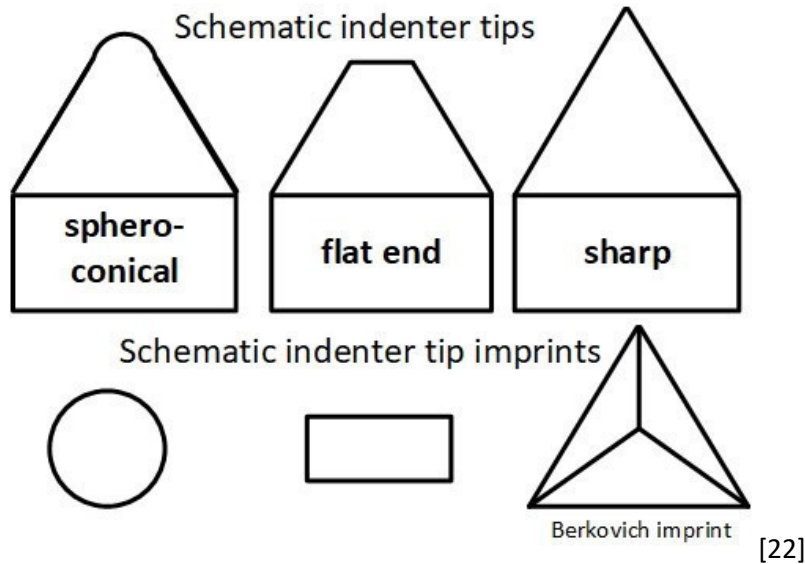 Schematic indenter tips
sphero-
conical
flat end
sharp
Schematic indenter tip imprints
Berkovich imprint
[22]